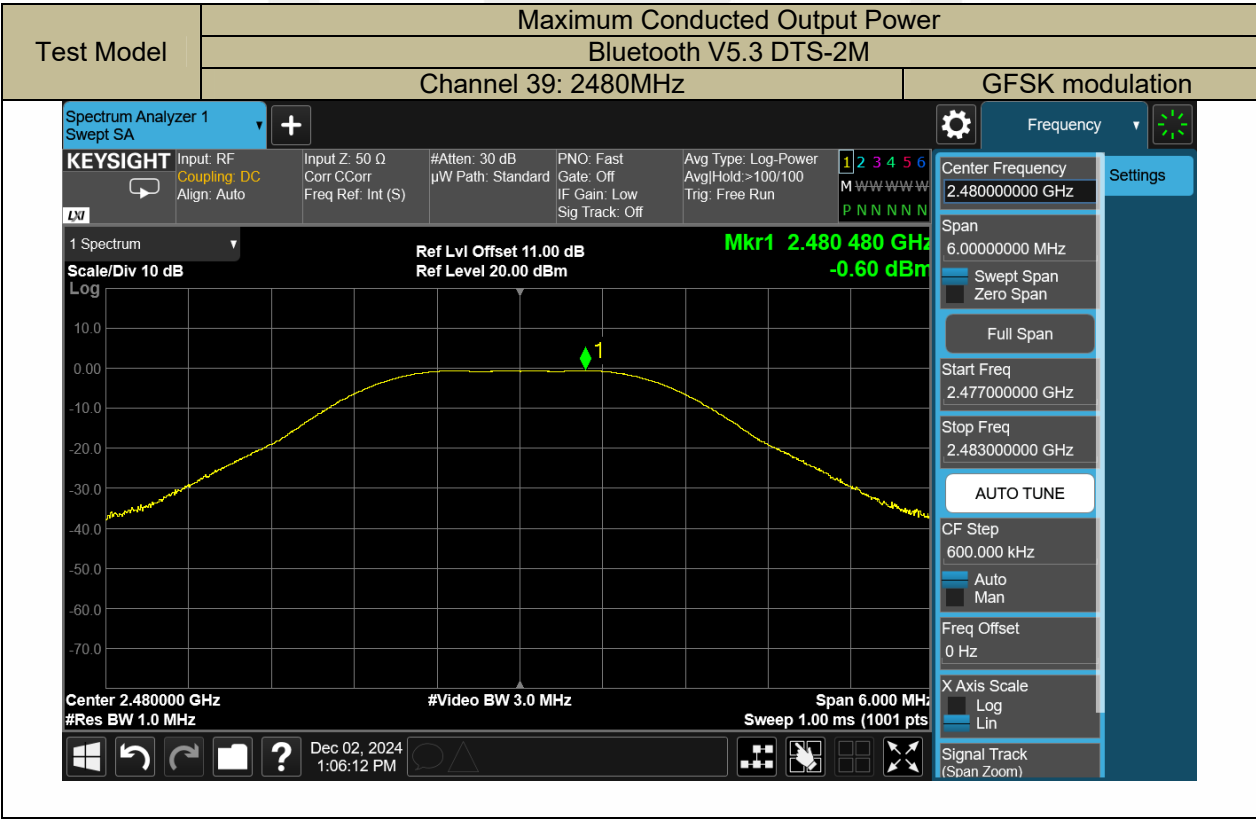 Test Model
Maximum Conducted Output Power
Bluetooth V5.3 DTS-2M
Channel 39: 2480MHz
GFSK modulation
Spectrum Analyzer 1
Swept SA
Frequency
KEYSIGHT
LXI
Input: RF
Coupling: DC
Align: Auto
Input Z: 50 Ω
Corr CCorr
Freq Ref: Int (S)
#Atten: 30 dB
µW Path: Standard
PNO: Fast
Gate: Off
IF Gain: Low
Sig Track: Off
Avg Type: Log-Power
Avg|Hold:>100/100
Trig: Free Run
1 2 3 4 5 6
M W W W W W
P N N N N N
1 Spectrum
Scale/Div 10 dB
Log
Ref Lvl Offset 11.00 dB
Ref Level 20.00 dBm
Mkr1 2.480 480 GHz
-0.60 dBm
1
10.0
0.00
-10.0
-20.0
-30.0
-40.0
-50.0
-60.0
-70.0
Center 2.480000 GHz
#Res BW 1.0 MHz
#Video BW 3.0 MHz
Span 6.000 MHz
Sweep 1.00 ms (1001 pts
Dec 02, 2024
1:06:12 PM
?
Center Frequency
2.480000000 GHz
Settings
Span
6.00000000 MHz
Swept Span
Zero Span
Full Span
Start Freq
2.477000000 GHz
Stop Freq
2.483000000 GHz
AUTO TUNE
CF Step
600.000 kHz
Auto
Man
Freq Offset
0 Hz
X Axis Scale
Log
Lin
Signal Track
(Span Zoom)